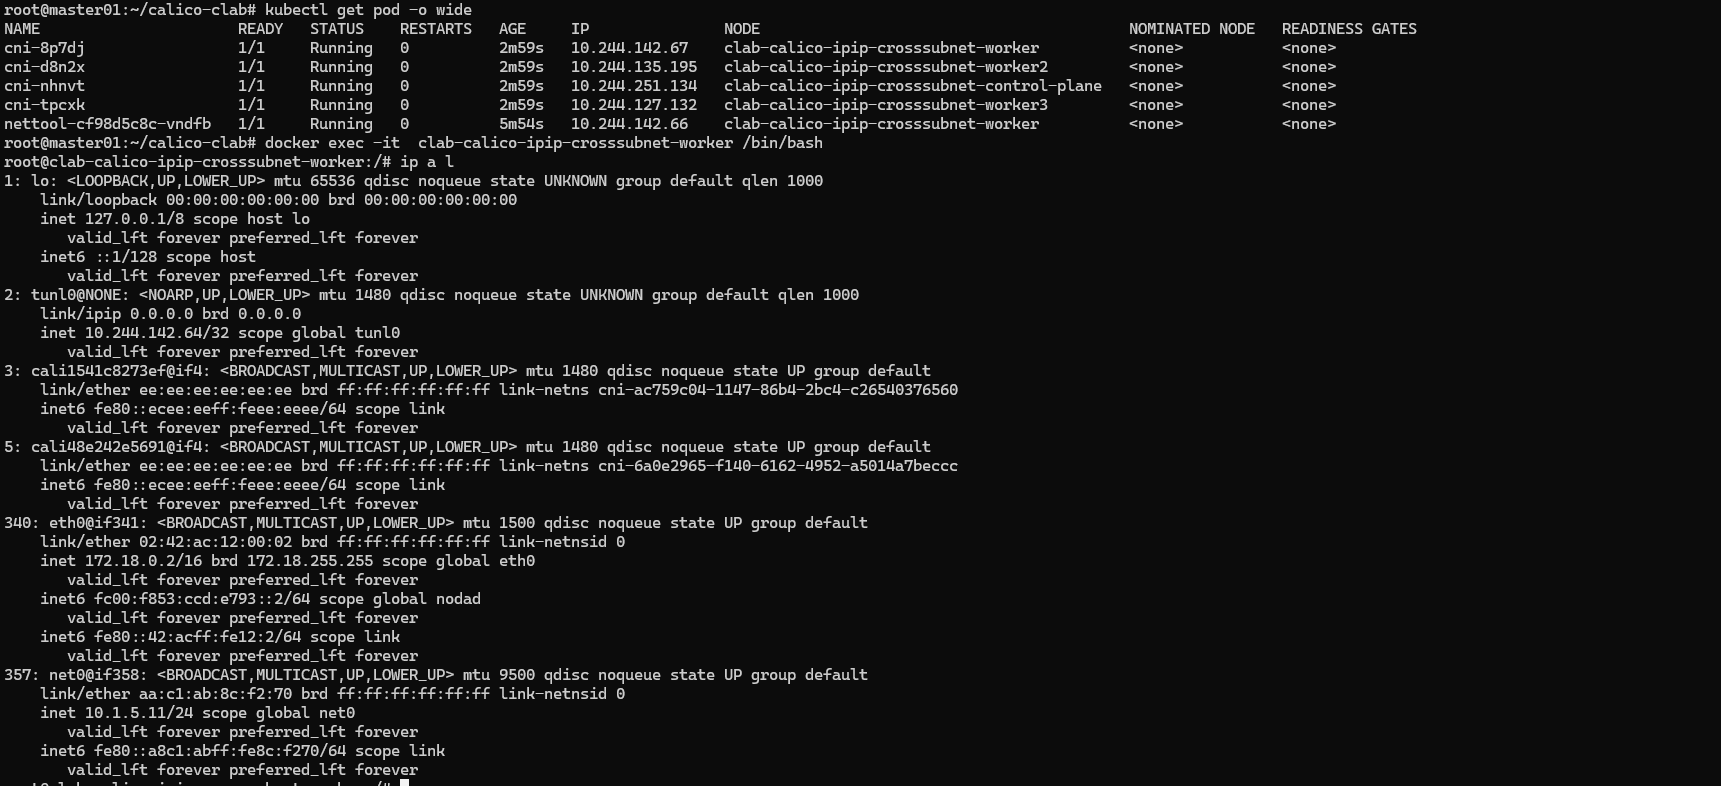 root@master01:~/calico-clab# kubectl get pod -o wide
NAME READY STATUS RESTARTS AGE IP NODE NOMINATED NODE READINESS GATES
cni-8p7dj 1/1 Running 0 2m59s 10.244.142.67 clab-calico-ipip-crosssubnet-worker <none> <none>
cni-d8n2x 1/1 Running 0 2m59s 10.244.135.195 clab-calico-ipip-crosssubnet-worker2 <none> <none>
cni-nhnvt 1/1 Running 0 2m59s 10.244.251.134 clab-calico-ipip-crosssubnet-control-plane <none> <none>
cni-tpcxk 1/1 Running 0 2m59s 10.244.127.132 clab-calico-ipip-crosssubnet-worker3 <none> <none>
nettool-cf98d5c8c-vndfb 1/1 Running 0 5m54s 10.244.142.66 clab-calico-ipip-crosssubnet-worker <none> <none>
root@master01:~/calico-clab# docker exec -it  clab-calico-ipip-crosssubnet-worker /bin/bash
root@clab-calico-ipip-crosssubnet-worker:/# ip a l
1: lo: <LOOPBACK,UP,LOWER_UP> mtu 65536 qdisc noqueue state UNKNOWN group default qlen 1000
link/loopback 00:00:00:00:00:00 brd 00:00:00:00:00:00
inet 127.0.0.1/8 scope host lo
valid_lft forever preferred_lft forever
inet6 ::1/128 scope host
valid_lft forever preferred_lft forever
2: tunl0@NONE: <NOARP,UP,LOWER_UP> mtu 1480 qdisc noqueue state UNKNOWN group default qlen 1000
link/ipip 0.0.0.0 brd 0.0.0.0
inet 10.244.142.64/32 scope global tunl0
valid_lft forever preferred_lft forever
3: cali1541c8273ef@if4: <BROADCAST,MULTICAST,UP,LOWER_UP> mtu 1480 qdisc noqueue state UP group default
link/ether ee:ee:ee:ee:ee:ee brd ff:ff:ff:ff:ff:ff link-netns cni-ac759c04-1147-86b4-2bc4-c26540376560
inet6 fe80::ecee:eeff:feee:eeee/64 scope link
valid_lft forever preferred_lft forever
5: cali48e242e5691@if4: <BROADCAST,MULTICAST,UP,LOWER_UP> mtu 1480 qdisc noqueue state UP group default
link/ether ee:ee:ee:ee:ee:ee brd ff:ff:ff:ff:ff:ff link-netns cni-6a0e2965-f140-6162-4952-a5014a7beccc
inet6 fe80::ecee:eeff:feee:eeee/64 scope link
valid_lft forever preferred_lft forever
340: eth0@if341: <BROADCAST,MULTICAST,UP,LOWER_UP> mtu 1500 qdisc noqueue state UP group default
link/ether 02:42:ac:12:00:02 brd ff:ff:ff:ff:ff:ff link-netnsid 0
inet 172.18.0.2/16 brd 172.18.255.255 scope global eth0
valid_lft forever preferred_lft forever
inet6 fc00:f853:ccd:e793::2/64 scope global nodad
valid_lft forever preferred_lft forever
inet6 fe80::42:acff:fe12:2/64 scope link
valid_lft forever preferred_lft forever
357: net0@if358: <BROADCAST,MULTICAST,UP,LOWER_UP> mtu 9500 qdisc noqueue state UP group default
link/ether aa:c1:ab:8c:f2:70 brd ff:ff:ff:ff:ff:ff link-netnsid 0
inet 10.1.5.11/24 scope global net0
valid_lft forever preferred_lft forever
inet6 fe80::a8c1:abff:fe8c:f270/64 scope link
valid_lft forever preferred_lft forever